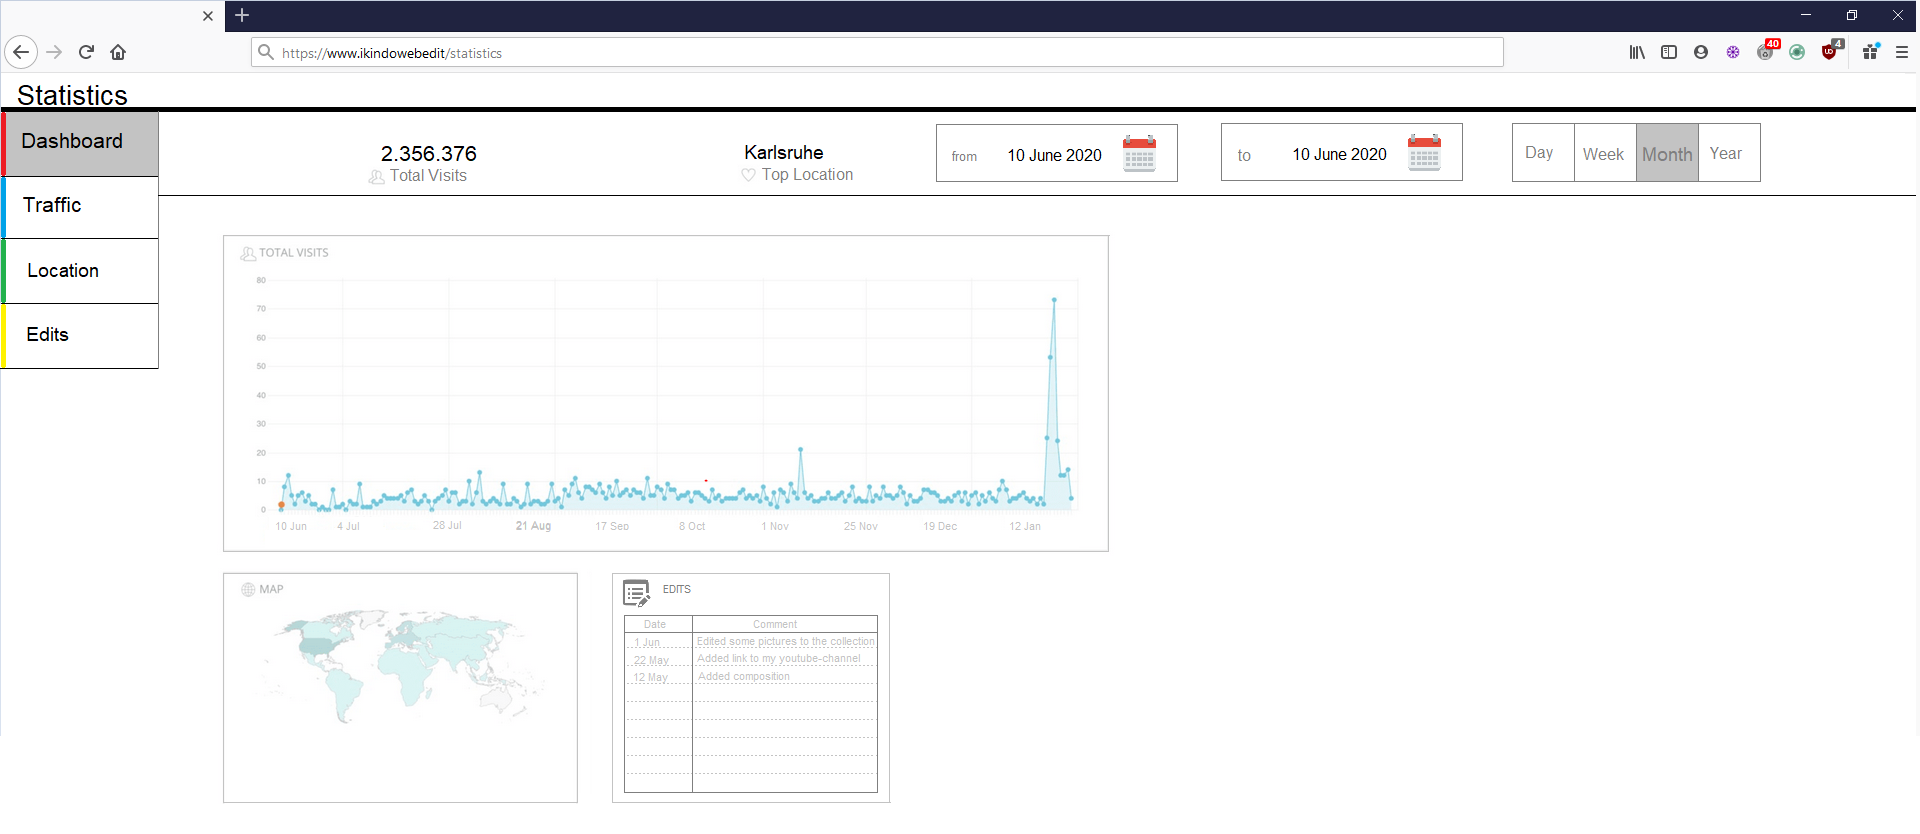 https://www.ikindowebedit/statistics
40
4
Statistics
Dashboard
Traffic
Location
Edits
2.356.376
Total Visits
Karlsruhe
Top Location
from 10 June 2020
to 10 June 2020
Day Week Month Year
TOTAL VISITS
80
70
60
50
40
30
20
10
0
10 Jun 4 Jul 28 Jul 21 Aug 17 Sep 8 Oct 1 Nov 25 Nov 19 Dec 12 Jan
MAP
EDITS
Date Comment
1 Jun Edited some pictures to the collection
22 May Added link to my youtube-channel
12 May Added composition